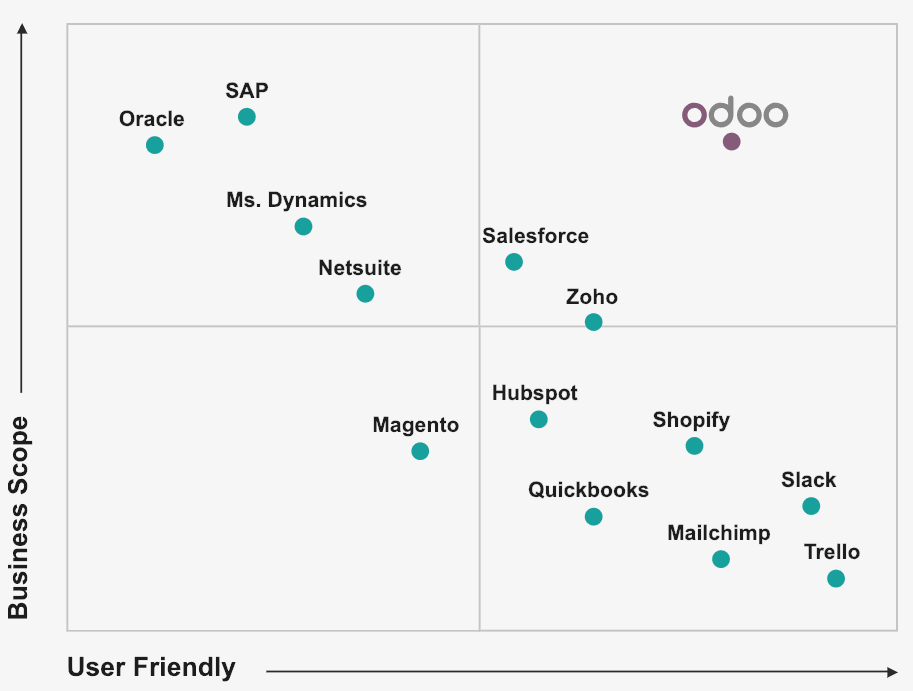 SAP
Oracle
odoo
Ms. Dynamics
Salesforce
Netsuite
Zoho
Hubspot
Magento
Shopify
Slack
Quickbooks
Mailchimp
Trello
Business Scope
User Friendly